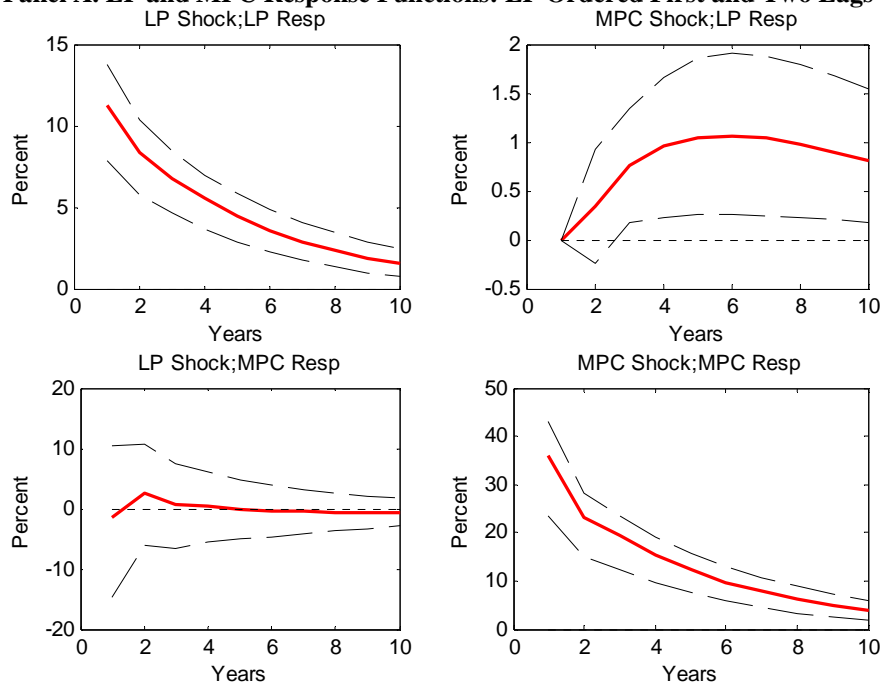 Panel A: LP and MPC Response Functions: LP Ordered First and Two Lags
LP Shock;LP Resp
15
10
5
0
Percent
0 2 4 6 8 10
Years
MPC Shock;LP Resp
2
1.5
1
0.5
0
-0.5
Percent
0 2 4 6 8 10
Years
LP Shock;MPC Resp
20
10
0
-10
-20
Percent
0 2 4 6 8 10
Years
MPC Shock;MPC Resp
50
40
30
20
10
0
Percent
0 2 4 6 8 10
Years